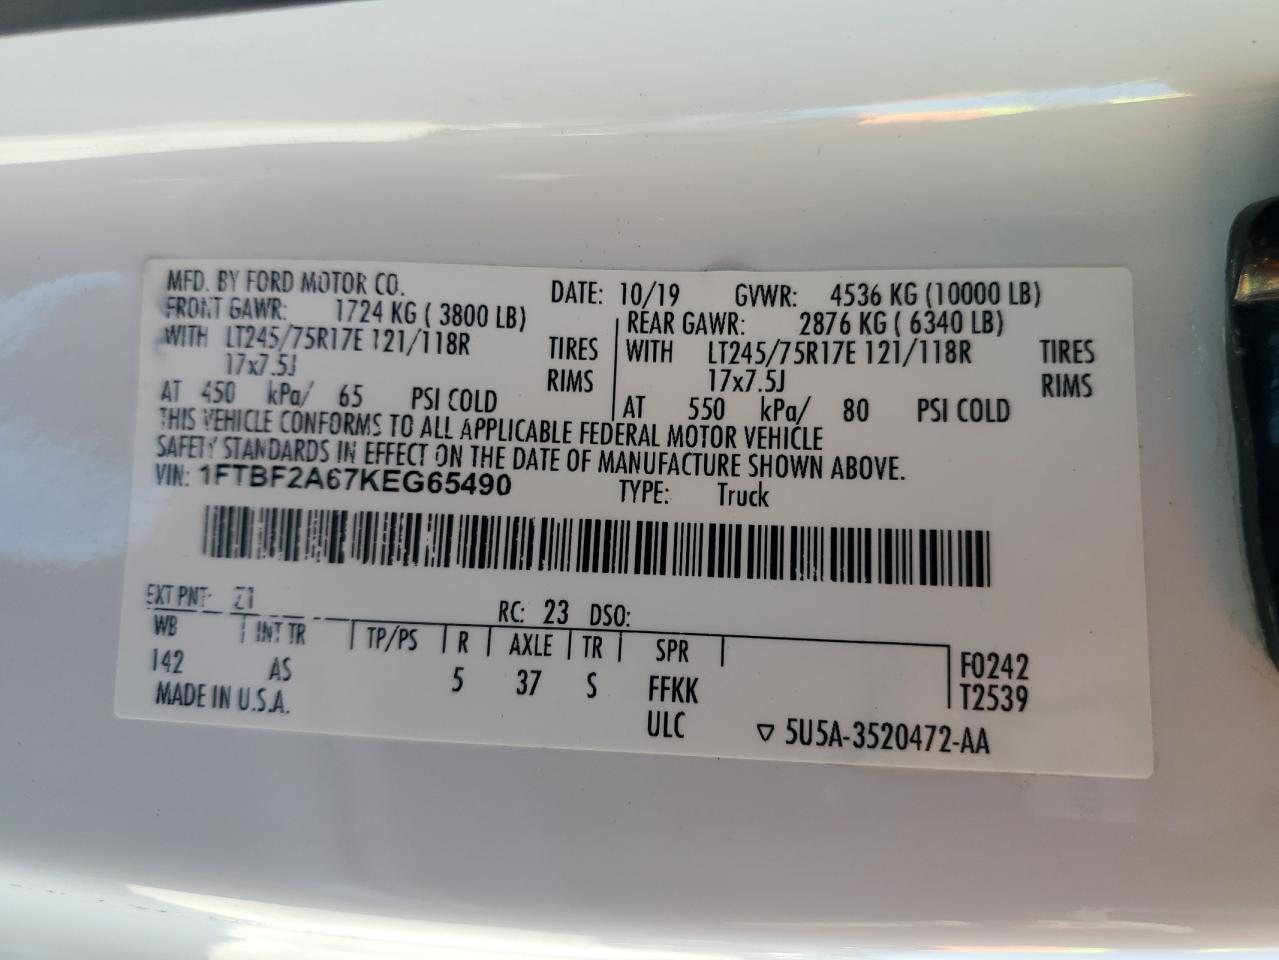 MFD. BY FORD MOTOR CO.
DATE: 10/19 GVWR: 4536 KG (10000 LB)
FRONT GAWR: 1724 KG ( 3800 LB)
REAR GAWR: 2876 KG ( 6340 LB)
WITH LT245/75R17E 121/118R TIRES
WITH LT245/75R17E 121/118R TIRES
17x7.5J RIMS
17x7.5J RIMS
AT 450 kPa/ 65 PSI COLD
AT 550 kPa/ 80 PSI COLD
THIS VEHICLE CONFORMS TO ALL APPLICABLE FEDERAL MOTOR VEHICLE
SAFETY STANDARDS IN EFFECT ON THE DATE OF MANUFACTURE SHOWN ABOVE.
VIN: 1FTBF2A67KEG65490 TYPE: Truck
EXT PNT: Z1 RC: 23 DSO:
WB INT TR TP/PS R AXLE TR SPR
142 AS 5 37 S FFKK
F0242
T2539
MADE IN U.S.A. ULC
▽ 5U5A-3520472-AA